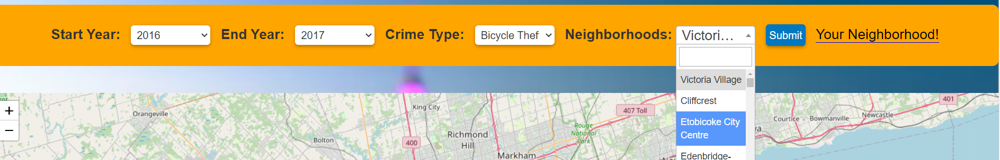 Start Year: 2016 End Year: 2017 Crime Type: Bicycle Thef Neighborhoods: Victori... Submit Your Neighborhood!
Victoria Village
Cliffcrest
Etobicoke City
Centre
Edenbridge-
+
−
Orangeville
King City
407 Toll
401
Courtice
Bowmanville
Newcastle
Rouge
National
Park
Richmond
Hill
Bolton
400
Markham